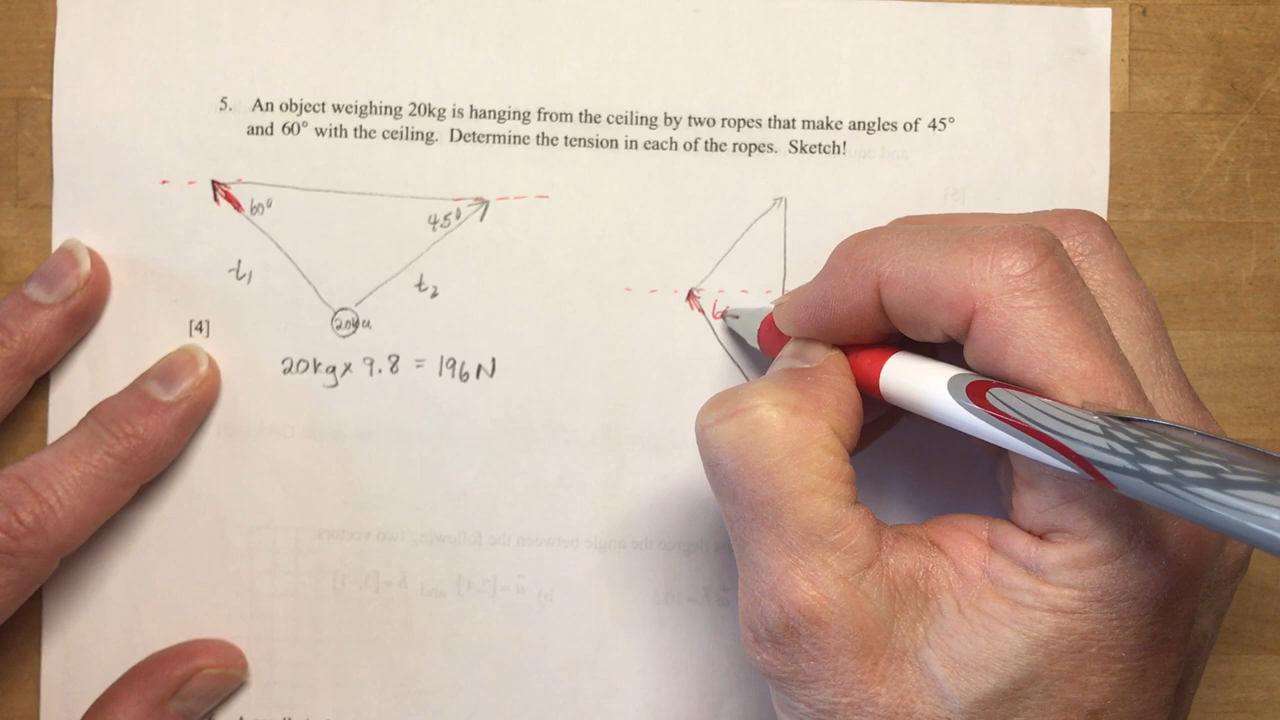 5. An object weighing 20kg is hanging from the ceiling by two ropes that make angles of 45°
and 60° with the ceiling. Determine the tension in each of the ropes. Sketch!
60°
45°
t₁
t₂
[4]
20kg
20kg × 9.8 = 196N